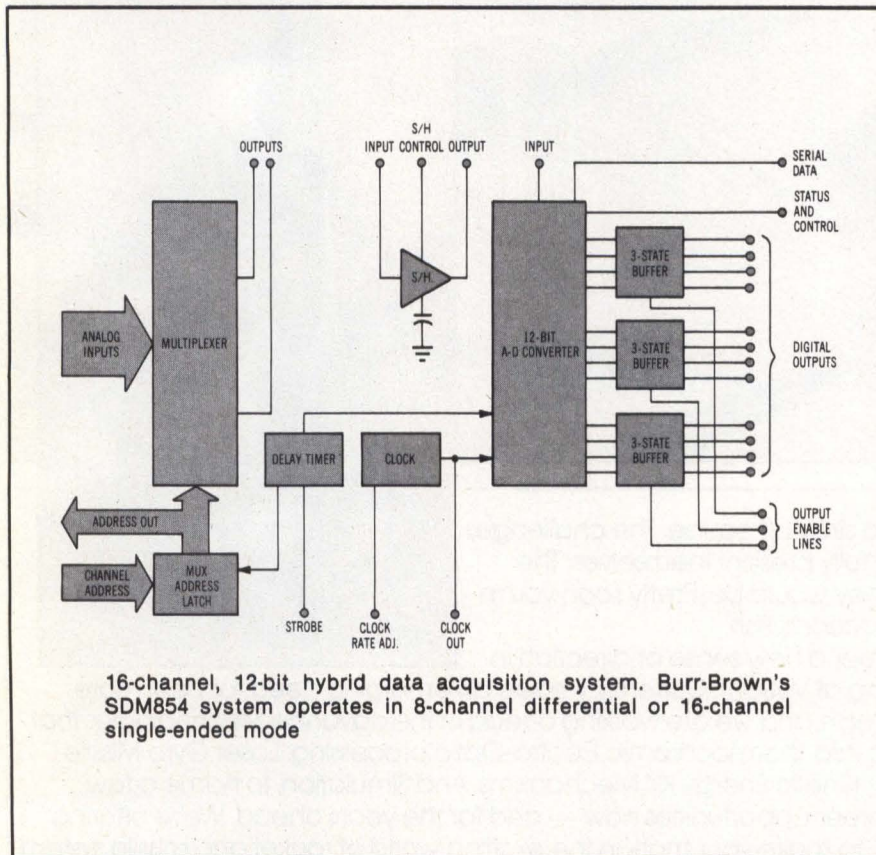 OUTPUTS
INPUT
S/H
CONTROL
OUTPUT
INPUT
SERIAL
DATA
STATUS
AND
CONTROL
ANALOG
INPUTS
MULTIPLEXER
S/H.
12-BIT
A-D CONVERTER
3-STATE
BUFFER
3-STATE
BUFFER
3-STATE
BUFFER
DIGITAL
OUTPUTS
DELAY TIMER
CLOCK
OUTPUT
ENABLE
LINES
ADDRESS OUT
CHANNEL
ADDRESS
MUX
ADDRESS
LATCH
STROBE
CLOCK
RATE ADJ.
CLOCK
OUT
16-channel, 12-bit hybrid data acquisition system. Burr-Brown's
SDM854 system operates in 8-channel differential or 16-channel
single-ended mode